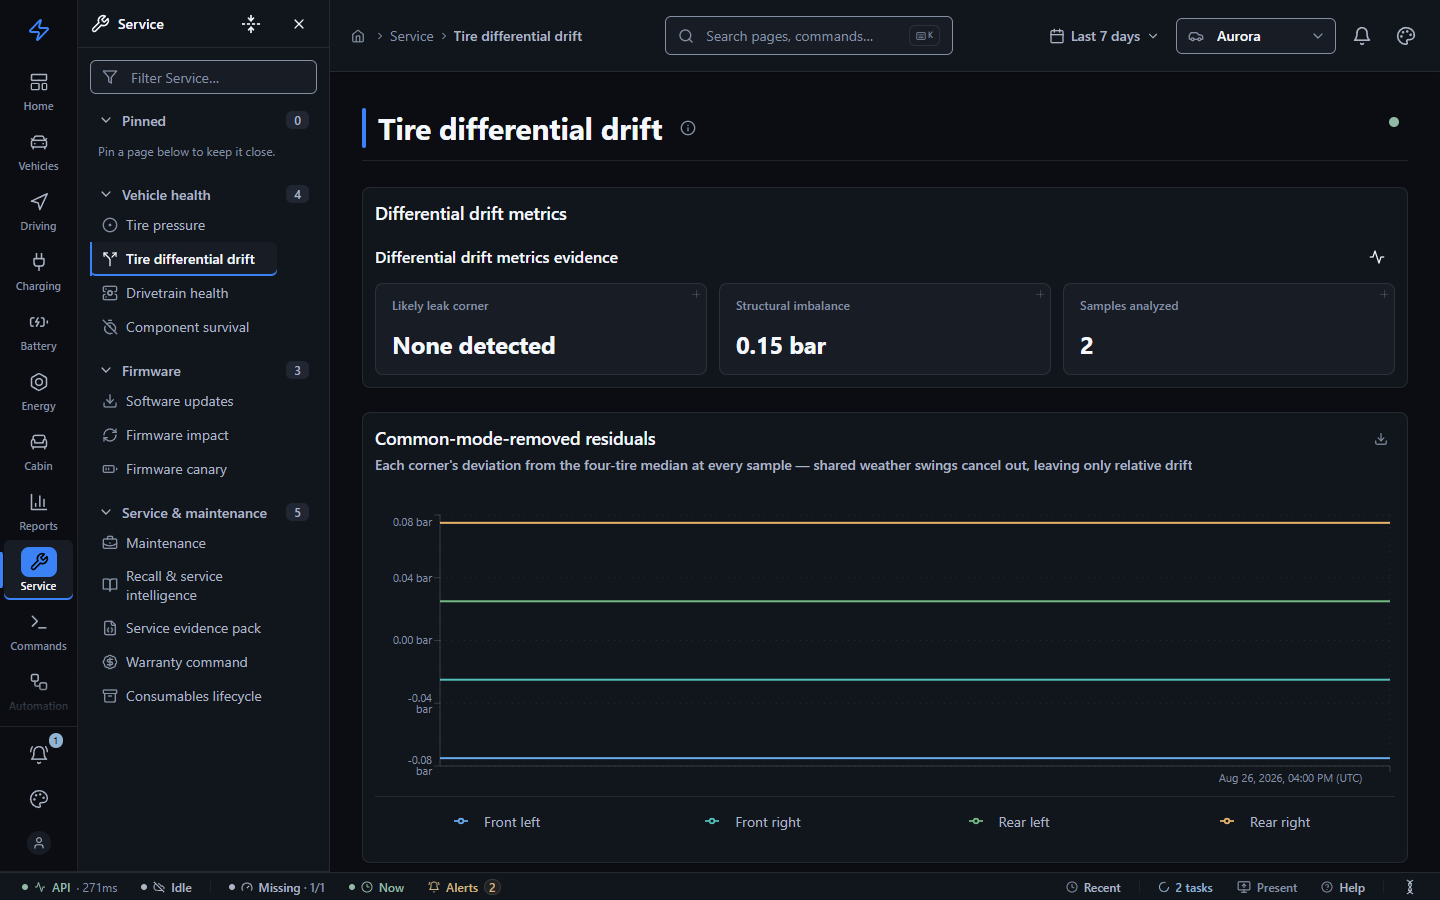 Service
Service
Tire differential drift
Search pages, commands...
K
Last 7 days
Aurora
Home
Vehicles
Driving
Charging
Battery
Energy
Cabin
Reports
Service
Commands
Automation
1
Filter Service...
Pinned
0
Pin a page below to keep it close.
Vehicle health
4
Tire pressure
Tire differential drift
Drivetrain health
Component survival
Firmware
3
Software updates
Firmware impact
Firmware canary
Service & maintenance
5
Maintenance
Recall & service
intelligence
Service evidence pack
Warranty command
Consumables lifecycle
Tire differential drift
Differential drift metrics
Differential drift metrics evidence
Likely leak corner
None detected
Structural imbalance
0.15 bar
Samples analyzed
2
Common-mode-removed residuals
Each corner's deviation from the four-tire median at every sample — shared weather swings cancel out, leaving only relative drift
0.08 bar
0.04 bar
0.00 bar
-0.04
bar
-0.08
bar
Aug 26, 2026, 04:00 PM (UTC)
Front left
Front right
Rear left
Rear right
API · 271ms
Idle
Missing · 1/1
Now
Alerts 2
Recent
2 tasks
Present
Help